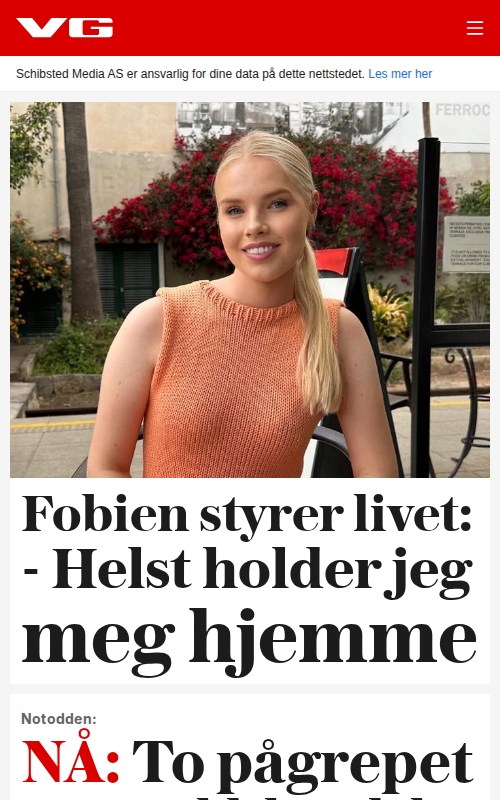 VG
Schibsted Media AS er ansvarlig for dine data på dette nettstedet. Les mer her
FERROC
Fobien styrer livet:
- Helst holder jeg
meg hjemme
Notodden:
NÅ: To pågrepet